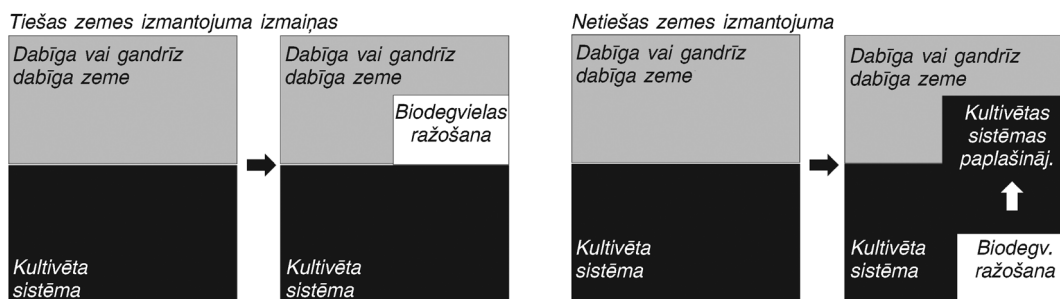 Tiešas zemes izmantojuma izmaiņas
Dabīga vai gandrīz
dabīga zeme
Kultivēta
sistēma
Dabīga vai gandrīz
dabīga zeme
Biodegvielas
ražošana
Kultivēta
sistēma
Netiešas zemes izmantojuma
Dabīga vai gandrīz
dabīga zeme
Kultivēta
sistēma
Dabīga vai gandrīz
dabīga zeme
Kultivētas
sistēmas
paplašināj.
Kultivēta
sistēma
Biodegv.
ražošana